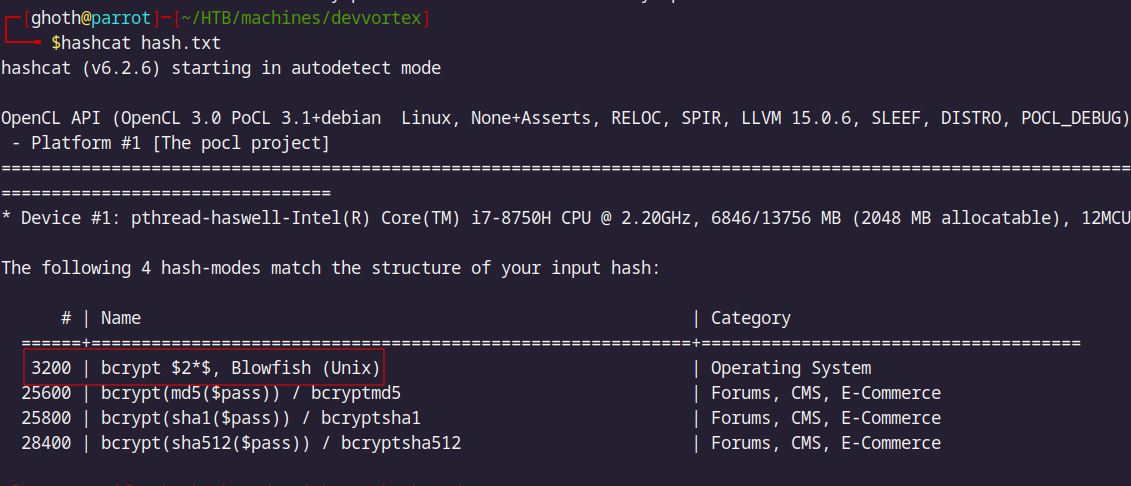 ┌─[ghoth@parrot]─[~/HTB/machines/devvortex]
└──╼ $hashcat hash.txt
hashcat (v6.2.6) starting in autodetect mode
OpenCL API (OpenCL 3.0 PoCL 3.1+debian  Linux, None+Asserts, RELOC, SPIR, LLVM 15.0.6, SLEEF, DISTRO, POCL_DEBUG)
 - Platform #1 [The pocl project]
=================================================================================================================
=================================
* Device #1: pthread-haswell-Intel(R) Core(TM) i7-8750H CPU @ 2.20GHz, 6846/13756 MB (2048 MB allocatable), 12MCU
The following 4 hash-modes match the structure of your input hash:
      # | Name                                                       | Category
  ======+============================================================+======================================
   3200 | bcrypt $2*$, Blowfish (Unix)                               | Operating System
  25600 | bcrypt(md5($pass)) / bcryptmd5                             | Forums, CMS, E-Commerce
  25800 | bcrypt(sha1($pass)) / bcryptsha1                           | Forums, CMS, E-Commerce
  28400 | bcrypt(sha512($pass)) / bcryptsha512                       | Forums, CMS, E-Commerce